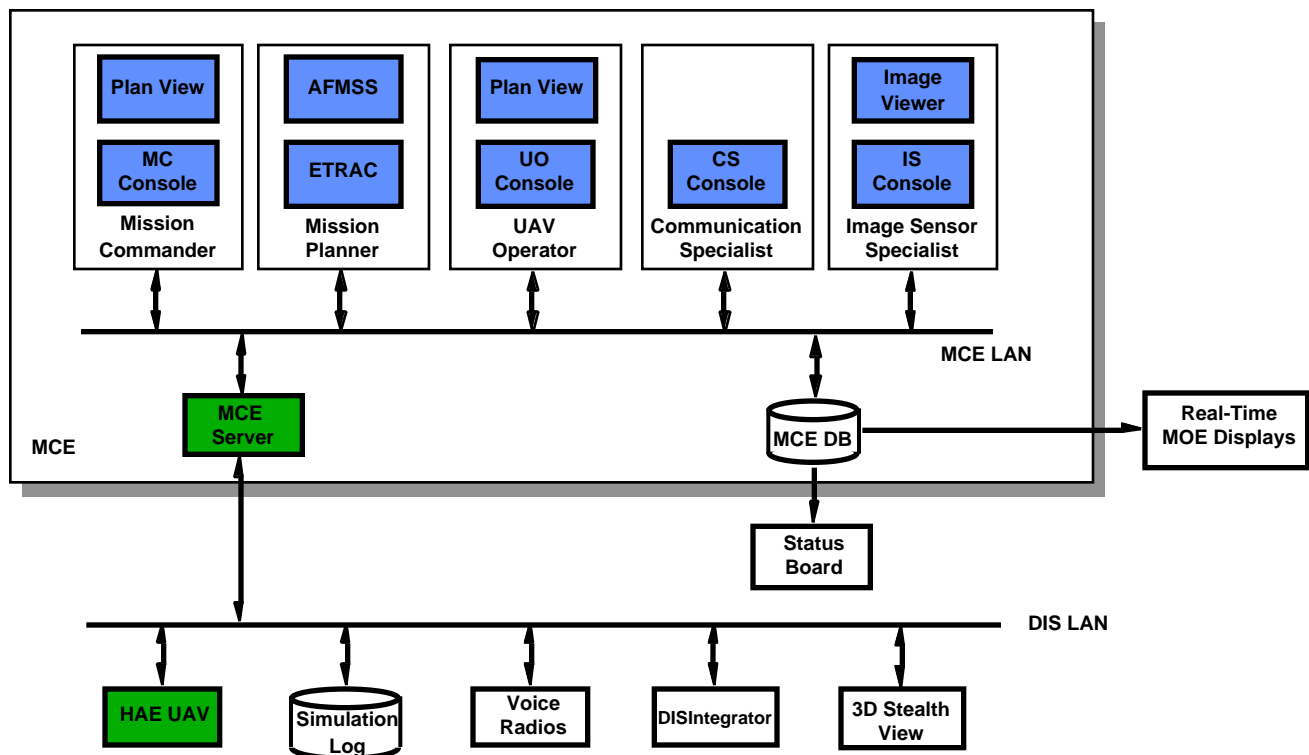 Plan View
MC
Console
Mission
Commander
AFMSS
ETRAC
Mission
Planner
Plan View
UO
Console
UAV
Operator
CS
Console
Communication
Specialist
Image
Viewer
IS
Console
Image Sensor
Specialist
MCE LAN
MCE
Server
MCE DB
MCE
Real-Time
MOE Displays
Status
Board
DIS LAN
HAE UAV
Simulation
Log
Voice
Radios
DISIntegrator
3D Stealth
View